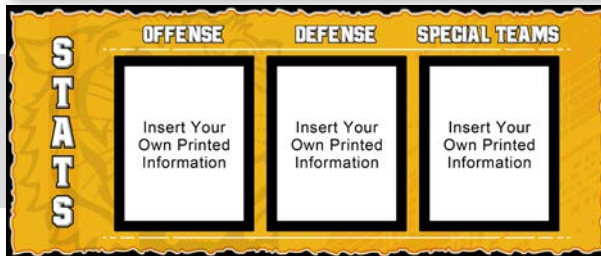 STATS
OFFENSE
DEFENSE
SPECIAL TEAMS
Insert Your
Own Printed
Information
Insert Your
Own Printed
Information
Insert Your
Own Printed
Information